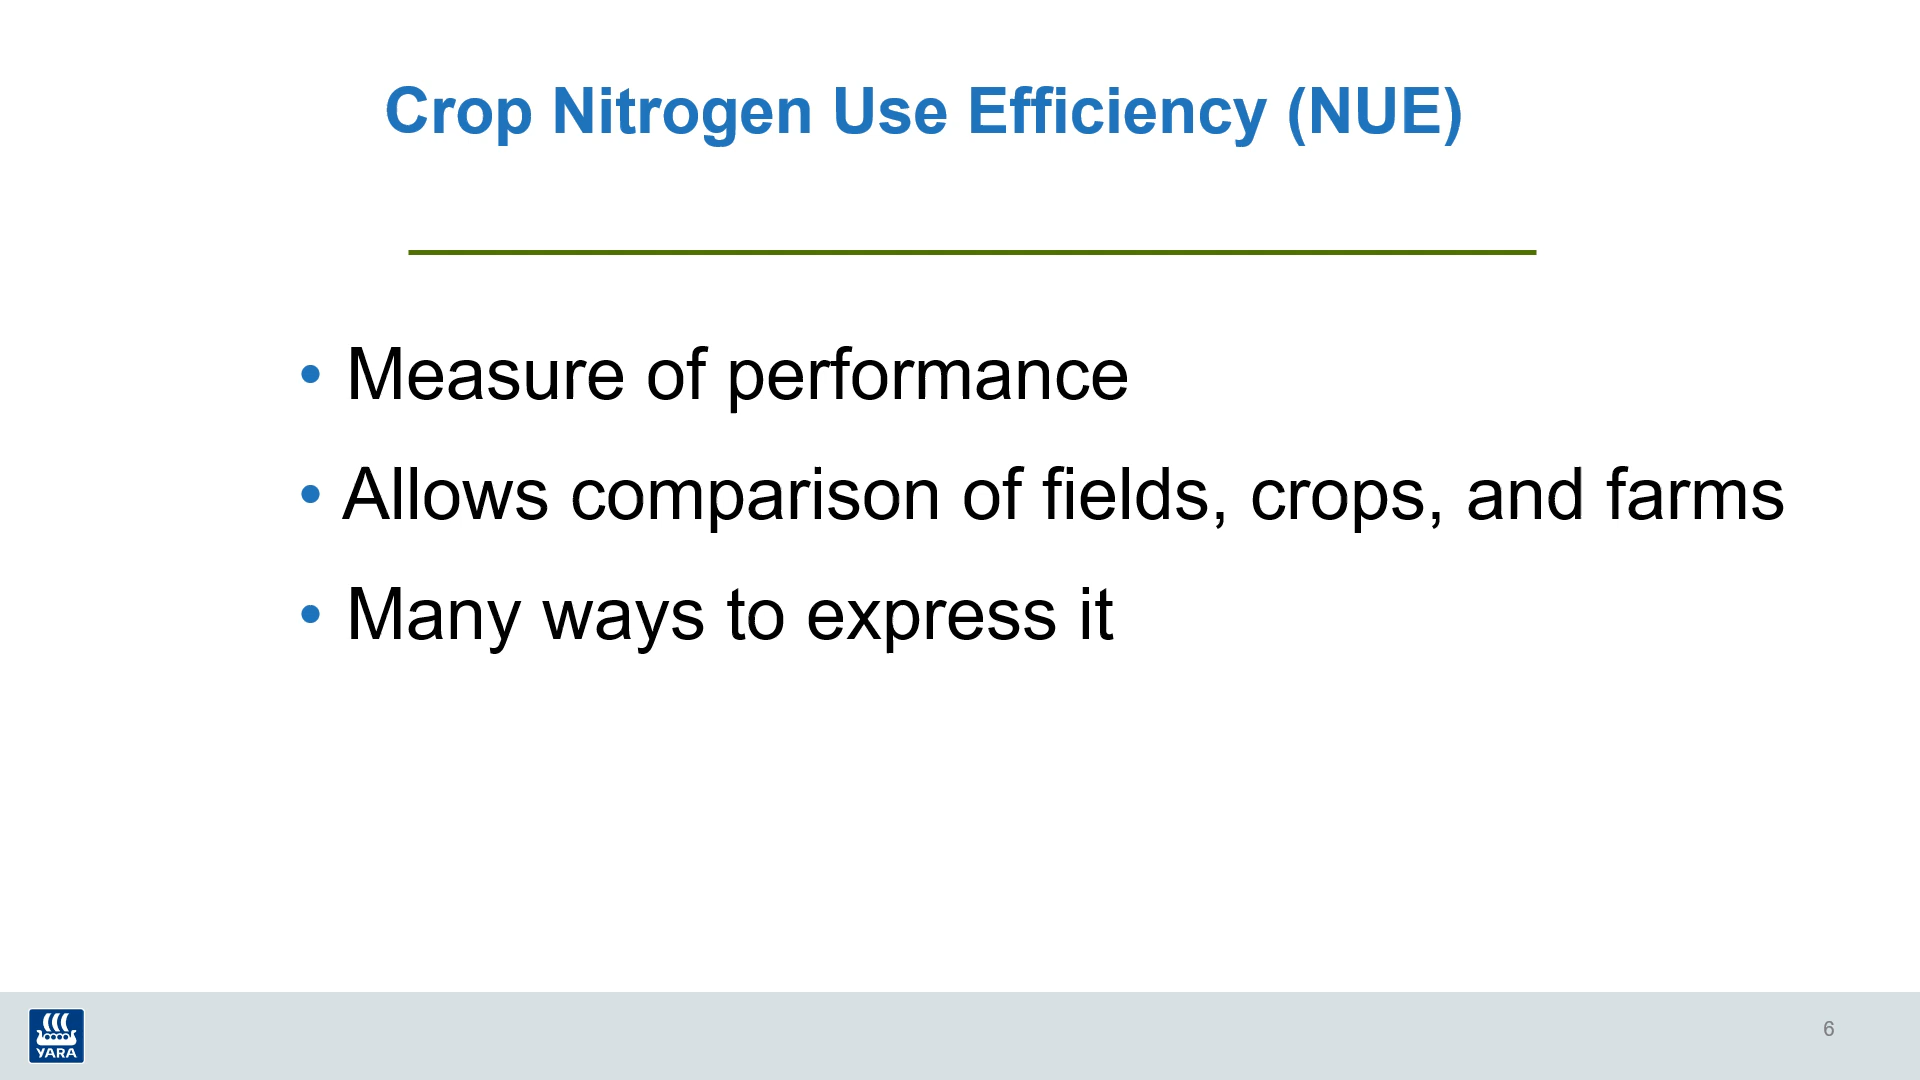 Crop Nitrogen Use Efficiency (NUE)
• Measure of performance
• Allows comparison of fields, crops, and farms
• Many ways to express it
YARA
6